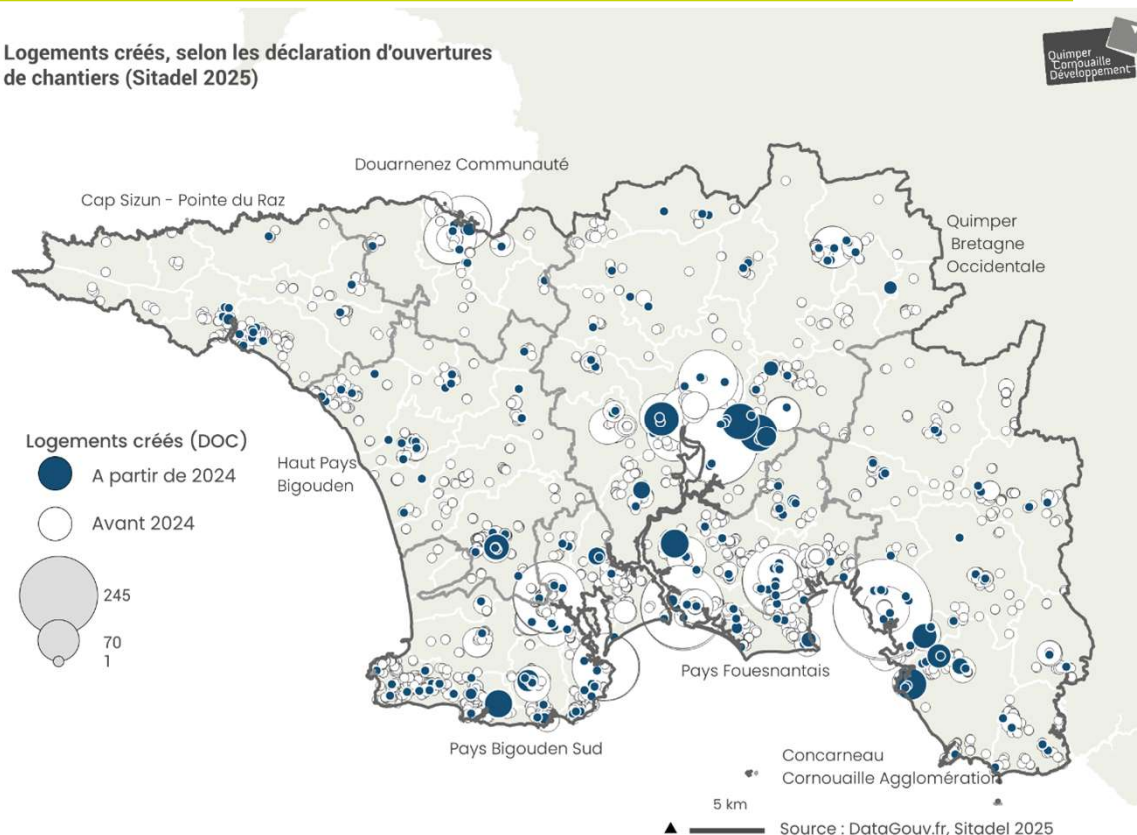 Logements créés, selon les déclaration d'ouvertures
de chantiers (Sitadel 2025)
Quimper
Cornouaille
Développement
Douarnenez Communauté
Cap Sizun - Pointe du Raz
Quimper
Bretagne
Occidentale
Logements créés (DOC)
A partir de 2024
Avant 2024
245
70
1
Haut Pays
Bigouden
Pays Fouesnantais
Pays Bigouden Sud
Concarneau
Cornouaille Agglomération
5 km
Source : DataGouv.fr, Sitadel 2025